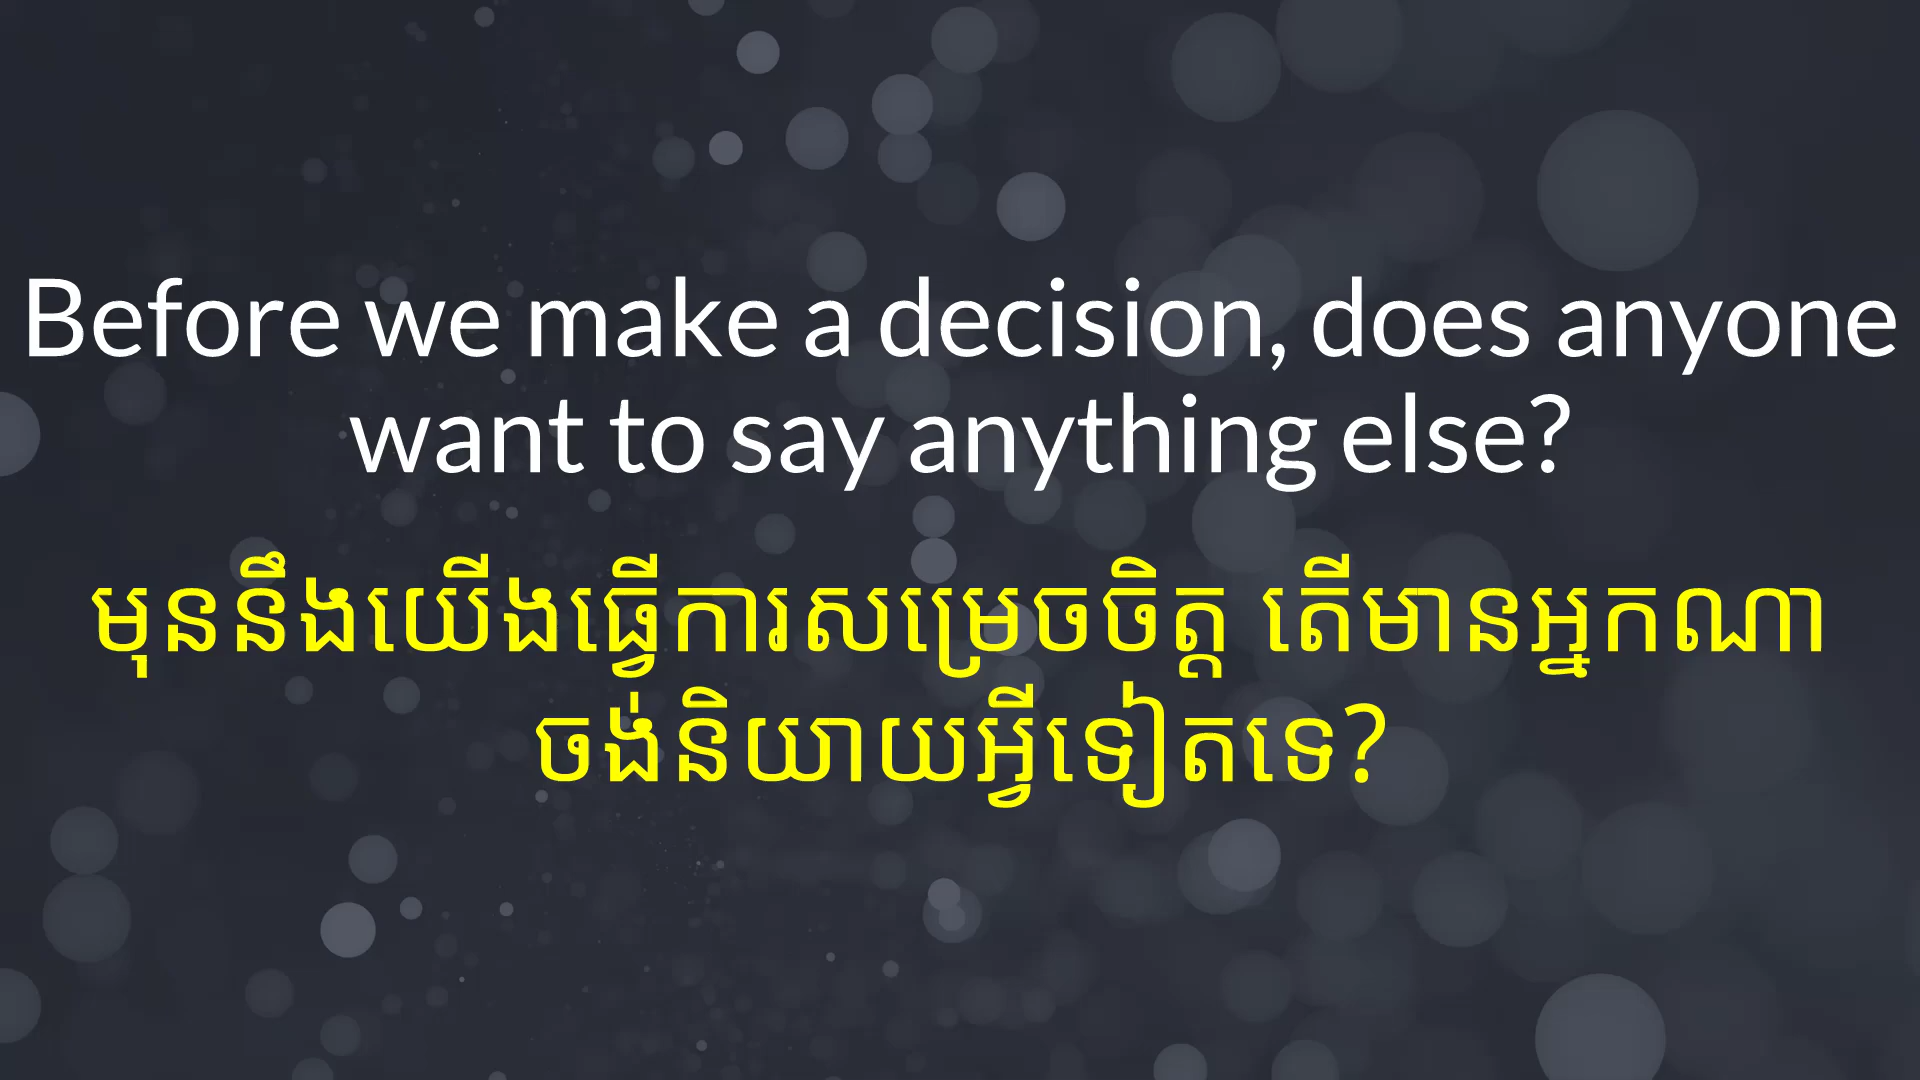 Before we make a decision, does anyone
want to say anything else?
មុននឹងយើងធ្វើការសម្រេចចិត្ត តើមានអ្នកណា
ចង់និយាយអ្វីទៀតទេ?